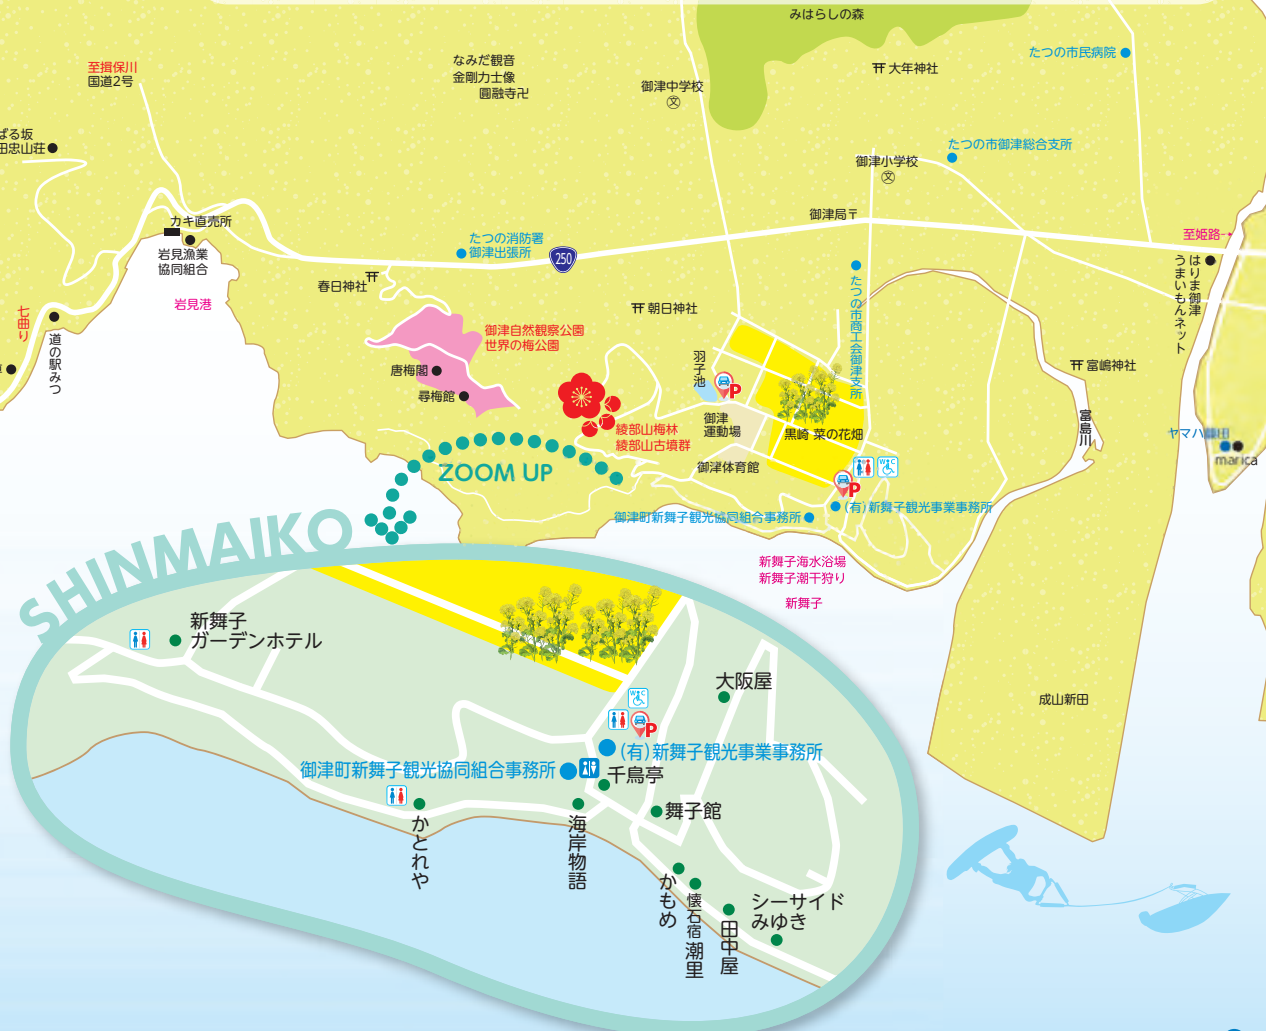 みはらしの森
至揖保川
国道2号
なみだ観音
金剛力士像
圓融寺卍
御津中学校
文
大年神社
たつの市民病院
ばる坂
田忠山荘
御津小学校
文
たつの市御津総合支所
カキ直売所
岩見漁業
協同組合
岩見港
たつの消防署
御津出張所
250
御津局〒
至姫路
はりま御津
うまいもんネット
春日神社
朝日神社
たつの市商工会御津支所
七曲り
道の駅みつ
御津自然観察公園
世界の梅公園
唐梅閣
尋梅館
羽子池
P
御津
運動場
黒崎 菜の花畑
富嶋神社
富島川
綾部山梅林
綾部山古墳群
御津体育館
WC
P
ヤマハ鎌田
marica
ZOOM UP
(有)新舞子観光事業事務所
御津町新舞子観光協同組合事務所
SHINMAIKO
新舞子海水浴場
新舞子潮干狩り
新舞子
新舞子
ガーデンホテル
大阪屋
成山新田
WC
P
(有)新舞子観光事業事務所
御津町新舞子観光協同組合事務所
千鳥亭
舞子館
かとれや
海岸物語
かもめ
懐石宿 潮里
田中屋
シーサイド
みゆき